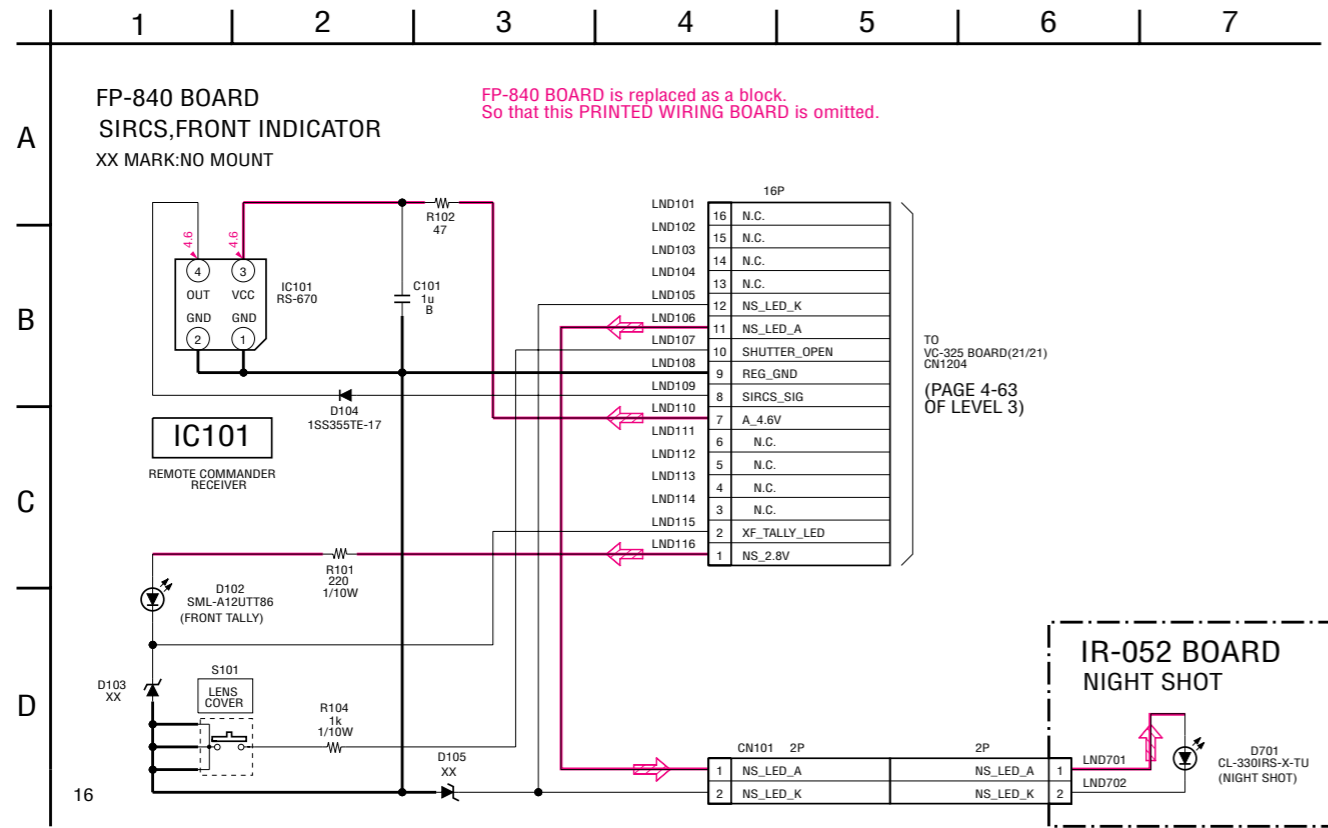 1 2 3 4 5 6 7
A
B
C
D
FP-840 BOARD
SIRCS,FRONT INDICATOR
XX MARK:NO MOUNT
FP-840 BOARD is replaced as a block.
So that this PRINTED WIRING BOARD is omitted.
R102
47
4.6
4.6
4
3
OUT
VCC
GND
GND
2
1
IC101
RS-670
C101
1u
B
D104
1SS355TE-17
IC101
REMOTE COMMANDER
RECEIVER
16P
LND101 16 N.C.
LND102 15 N.C.
LND103 14 N.C.
LND104 13 N.C.
LND105 12 NS_LED_K
LND106 11 NS_LED_A
LND107 10 SHUTTER_OPEN
LND108 9 REG_GND
LND109 8 SIRCS_SIG
LND110 7 A_4.6V
LND111 6 N.C.
LND112 5 N.C.
LND113 4 N.C.
LND114 3 N.C.
LND115 2 XF_TALLY_LED
LND116 1 NS_2.8V
TO
VC-325 BOARD(21/21)
CN1204
(PAGE 4-63
OF LEVEL 3)
R101
220
1/10W
D102
SML-A12UTT86
(FRONT TALLY)
D103
XX
S101
LENS
COVER
R104
1k
1/10W
D105
XX
CN101 2P
2P
1 NS_LED_A NS_LED_A 1
2 NS_LED_K NS_LED_K 2
IR-052 BOARD
NIGHT SHOT
LND701
LND702
D701
CL-330IRS-X-TU
(NIGHT SHOT)
16